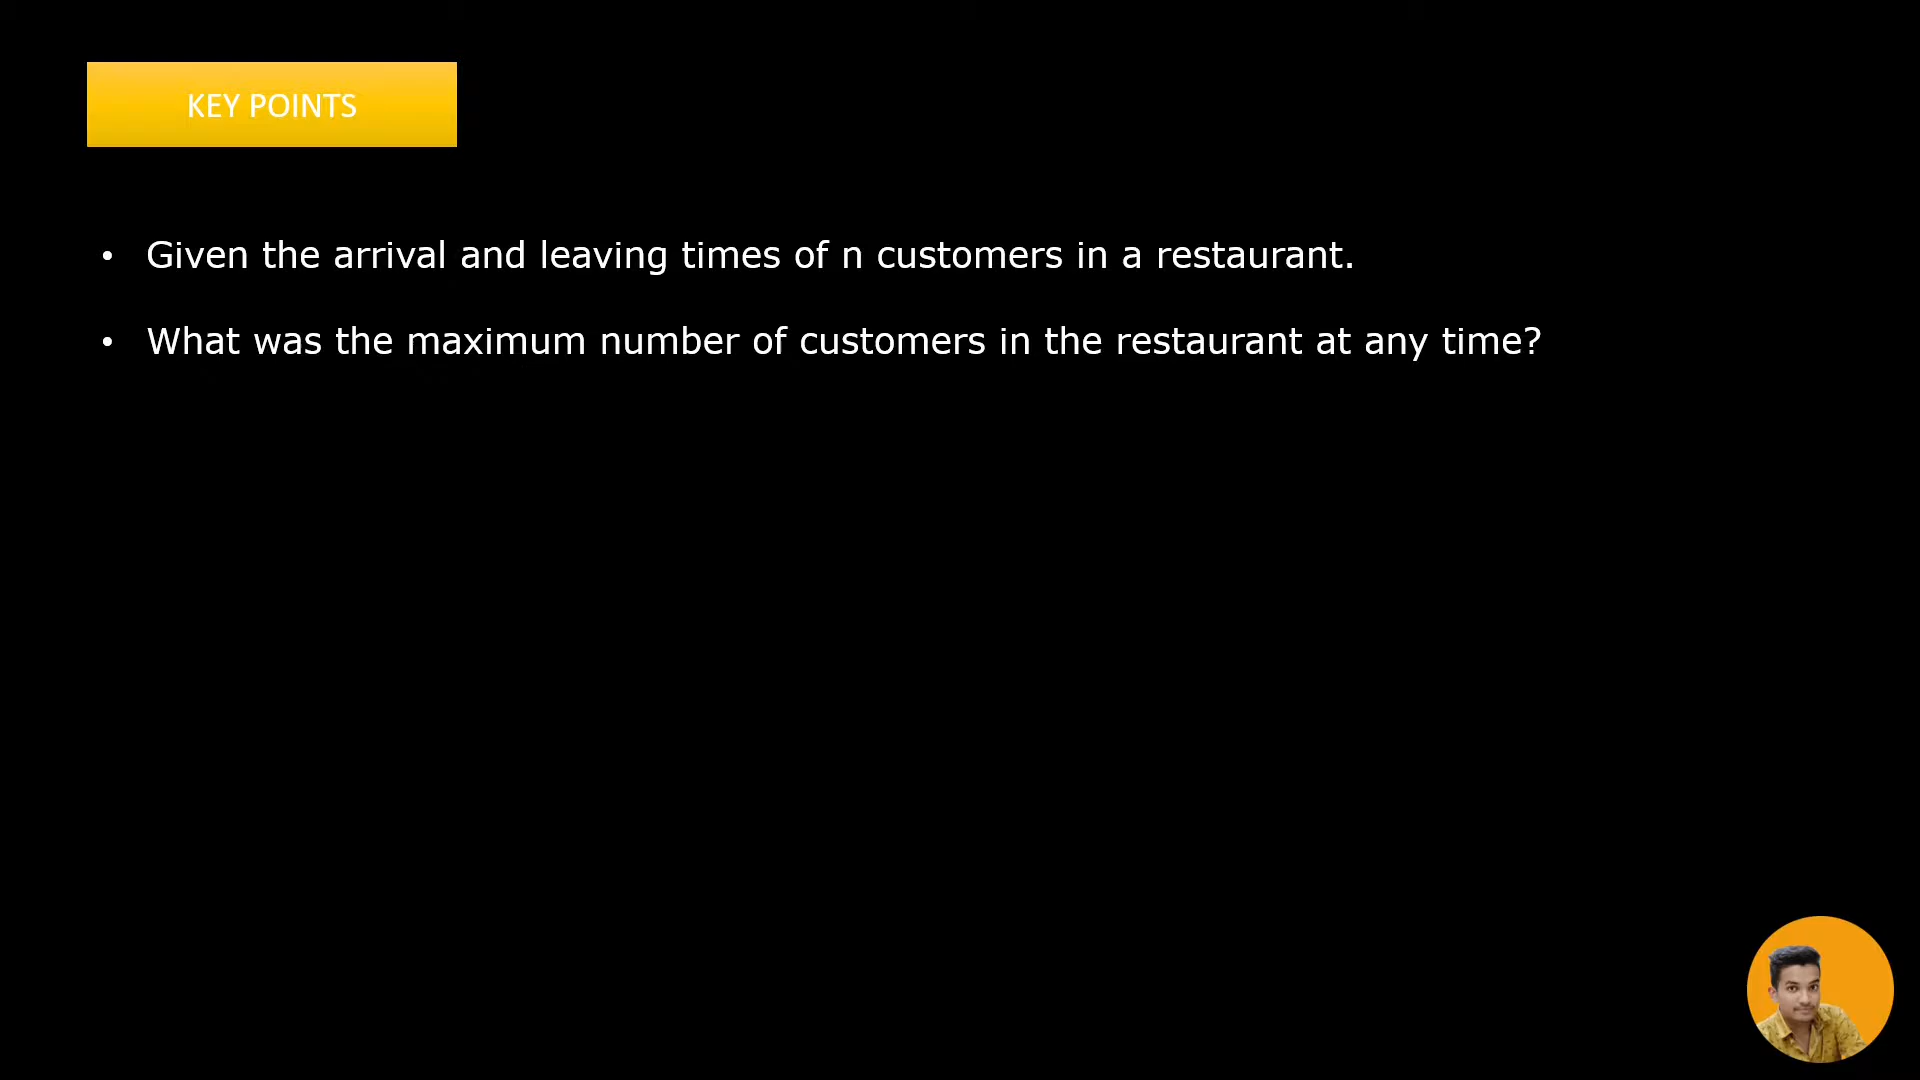 KEY POINTS
• Given the arrival and leaving times of n customers in a restaurant.
• What was the maximum number of customers in the restaurant at any time?